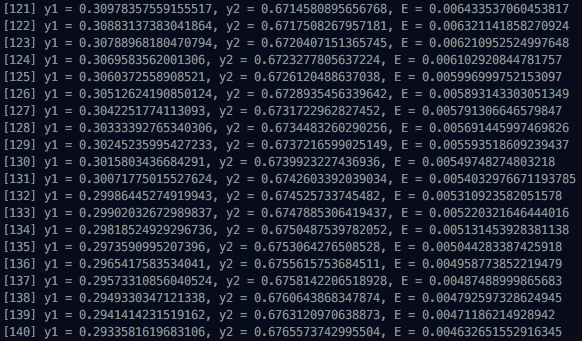 [121] y1 = 0.30978357559155517, y2 = 0.6714580895656768, E = 0.006433537060453817
[122] y1 = 0.30883137383041864, y2 = 0.6717508267957181, E = 0.006321141858270924
[123] y1 = 0.30788968180470794, y2 = 0.672040715136574​5, E = 0.006210952524997648
[124] y1 = 0.3069583562001306, y2 = 0.6723277805637224, E = 0.006102920844781757
[125] y1 = 0.3060372558908521, y2 = 0.6726120488637038, E = 0.005996999752153097
[126] y1 = 0.30512624190850124, y2 = 0.6728935456339642, E = 0.005893143303051349
[127] y1 = 0.3042251774113093, y2 = 0.6731722962827452, E = 0.005791306646579847
[128] y1 = 0.30333392765340306, y2 = 0.6734483260290256, E = 0.005691445997469826
[129] y1 = 0.30245235995427233, y2 = 0.6737216599025149, E = 0.005593518609239437
[130] y1 = 0.3015803436684291, y2 = 0.6739923227436936, E = 0.00549748274803218
[131] y1 = 0.30071775015527624, y2 = 0.6742603392039034, E = 0.0054032976671193785
[132] y1 = 0.29986445274919943, y2 = 0.674525733745482, E = 0.005310923582051578
[133] y1 = 0.29902032672989837, y2 = 0.6747885306419437, E = 0.005220321646444016
[134] y1 = 0.29818524929296736, y2 = 0.6750487539782052, E = 0.005131453928381138
[135] y1 = 0.2973590995207396, y2 = 0.6753064276508528, E = 0.005044283387425918
[136] y1 = 0.2965417583534041, y2 = 0.6755615753684511, E = 0.004958773852219479
[137] y1 = 0.29573310856040524, y2 = 0.6758142206518928, E = 0.00487488999865683
[138] y1 = 0.2949330347121338, y2 = 0.6760643868347874, E = 0.004792597328624945
[139] y1 = 0.2941414231519162, y2 = 0.6763120970638873, E = 0.00471186214928942
[140] y1 = 0.2933581619683106, y2 = 0.6765573742995504, E = 0.004632651552916345